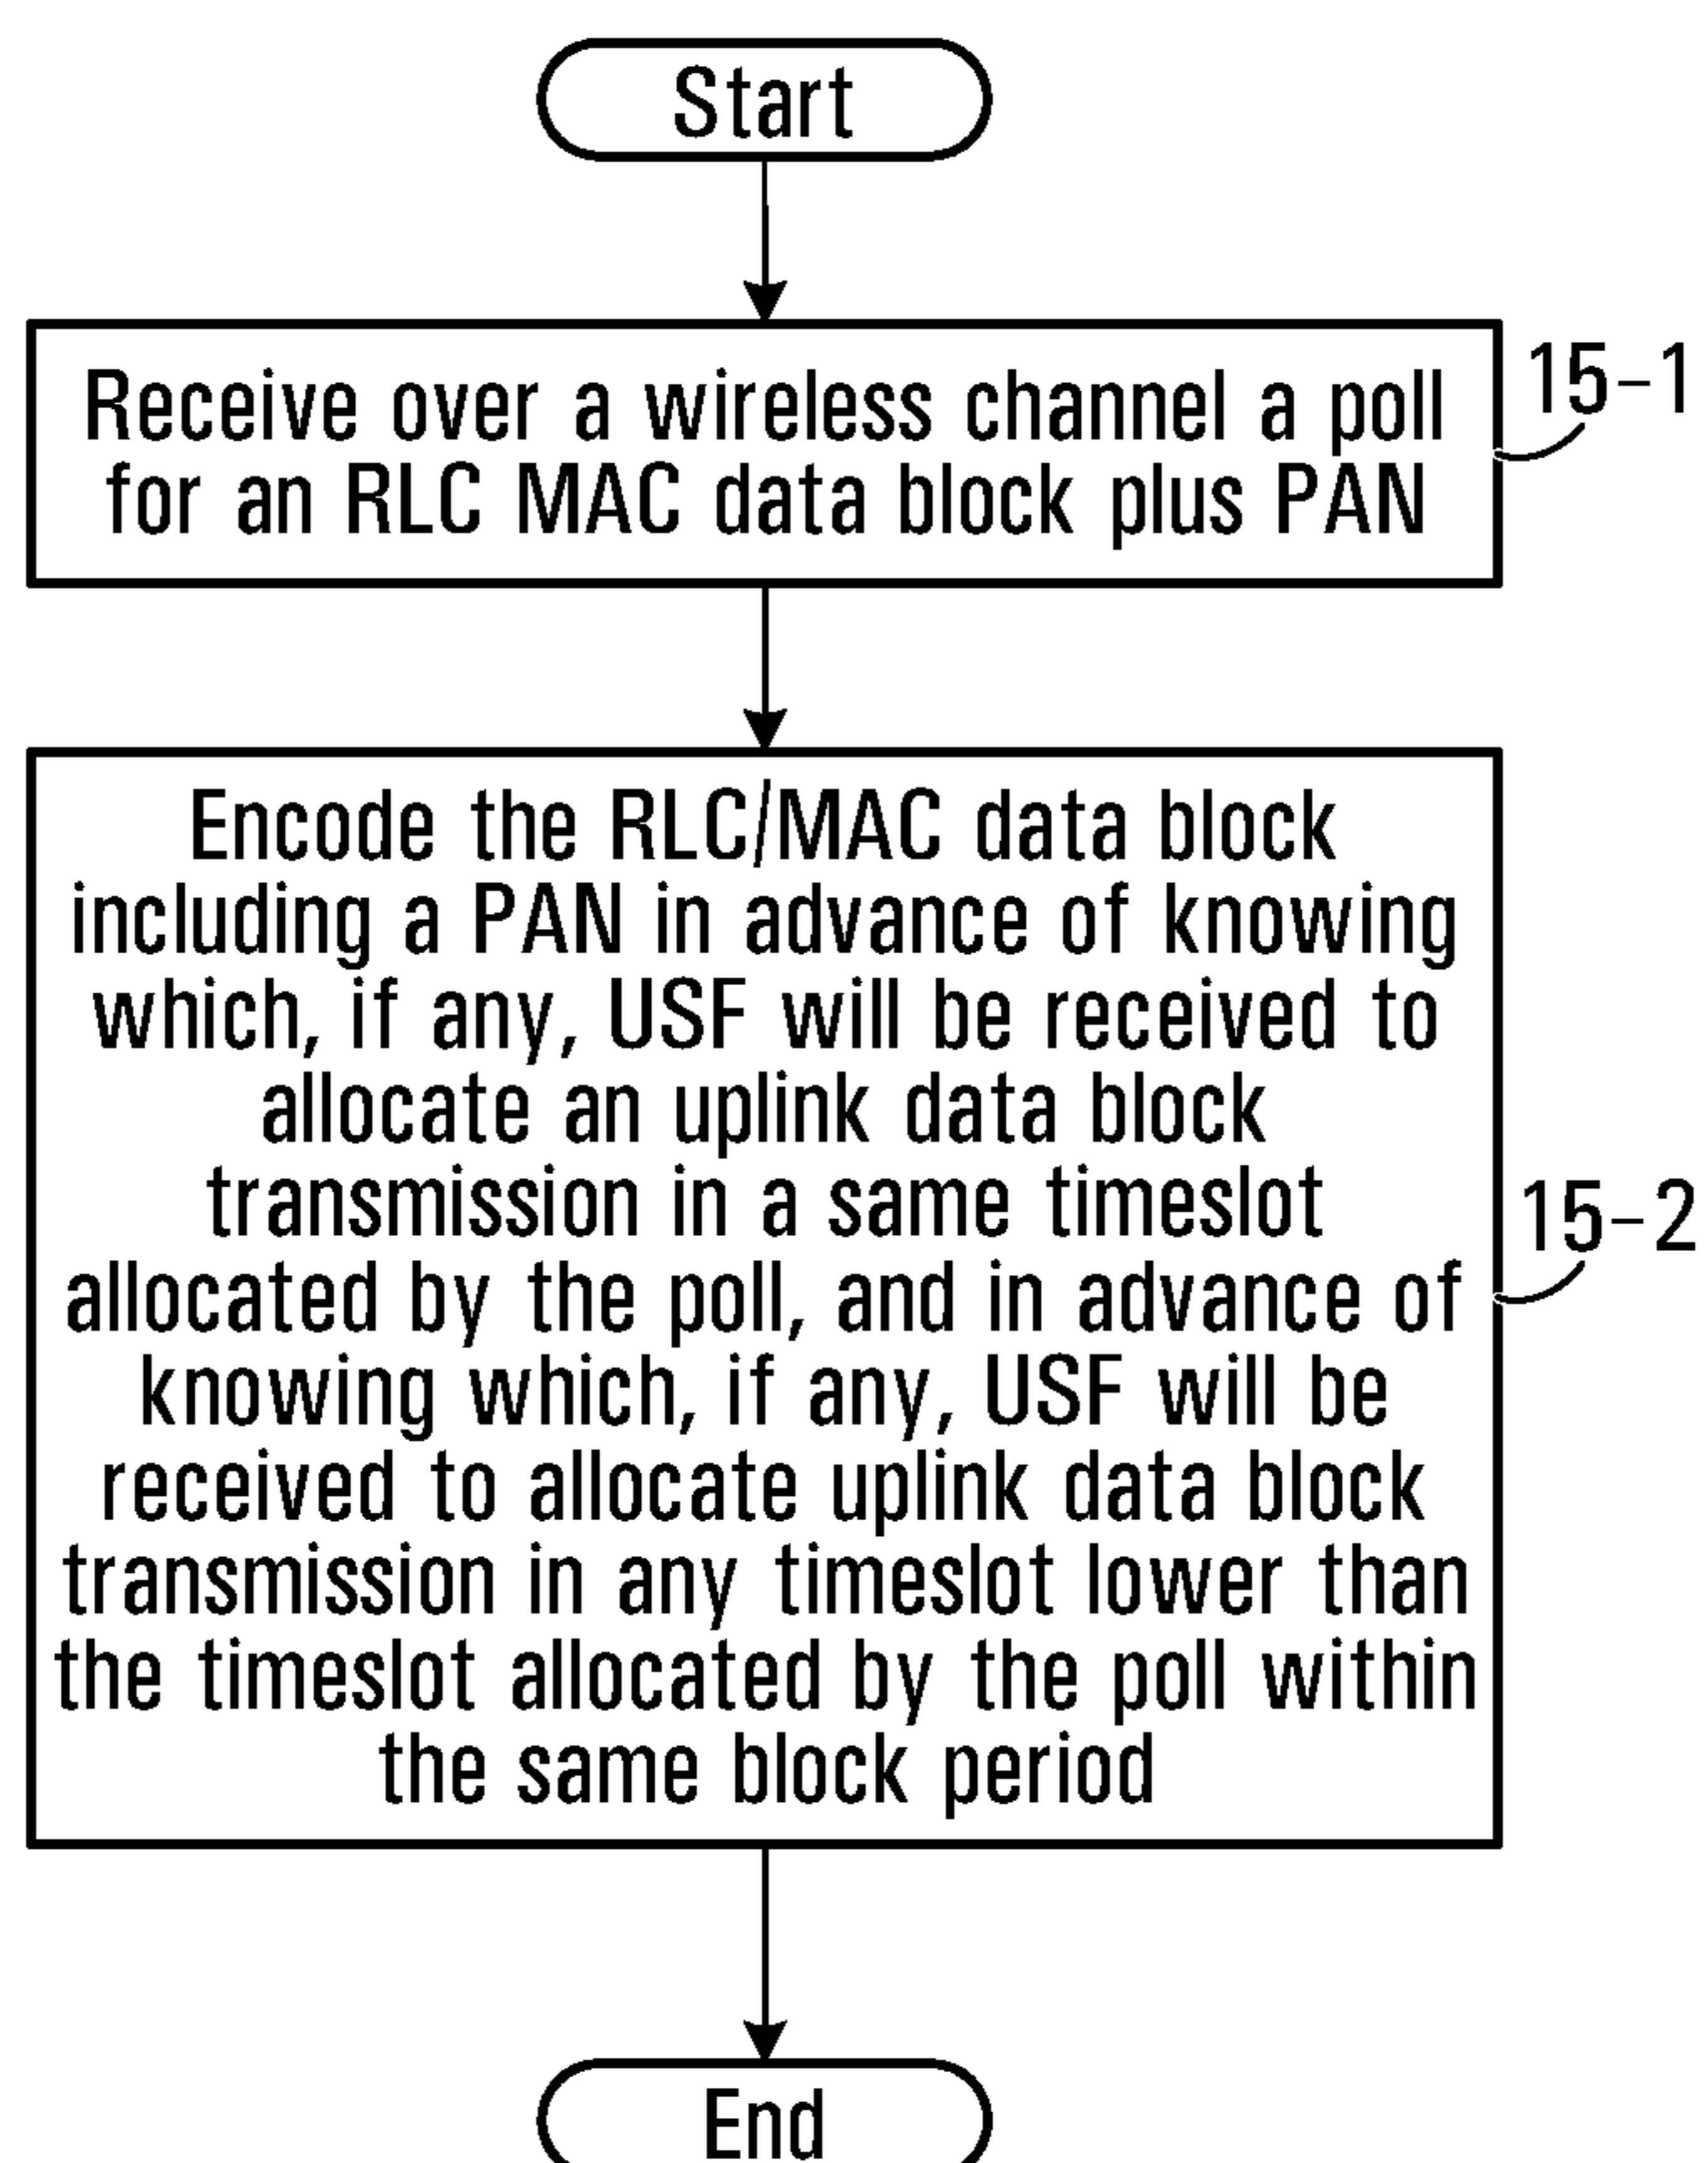 Start
Receive over a wireless channel a poll
for an RLC MAC data block plus PAN
15-1
Encode the RLC/MAC data block
including a PAN in advance of knowing
which, if any, USF will be received to
allocate an uplink data block
transmission in a same timeslot
allocated by the poll, and in advance of
knowing which, if any, USF will be
received to allocate uplink data block
transmission in any timeslot lower than
the timeslot allocated by the poll within
the same block period
15-2
End